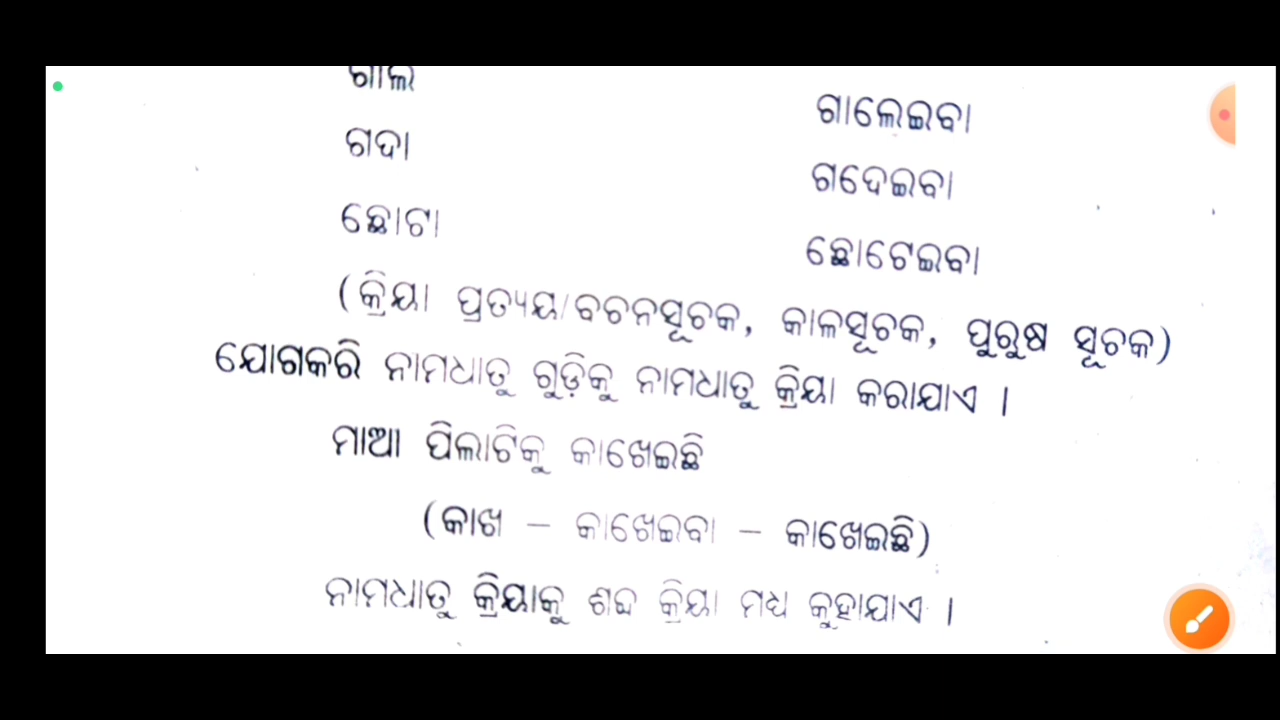 ଗାଲ
ଗାଲେଇବା
ଗଦା
ଗଦେଇବା
ଛୋଟା
ଛୋଟେଇବା
(କ୍ରିୟା ପ୍ରତ୍ୟୟ/ବଚନସୂଚକ, କାଳସୂଚକ, ପୁରୁଷ ସୂଚକ)
ଯୋଗକରି ନାମଧାତୁ ଗୁଡ଼ିକୁ ନାମଧାତୁ କ୍ରିୟା କରାଯାଏ ।
ମାଆ ପିଲାଟିକୁ କାଖେଇଛି
(କାଖ – କାଖେଇବା – କାଖେଇଛି)
ନାମଧାତୁ କ୍ରିୟାକୁ ଶବ୍ଦ କ୍ରିୟା ମଧ୍ୟ କୁହାଯାଏ ।